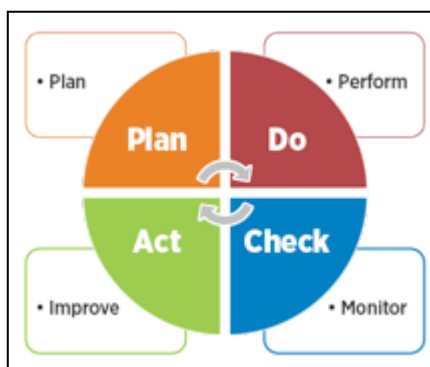 • Plan
• Perform
Plan
Do
Act
Check
• Improve
• Monitor